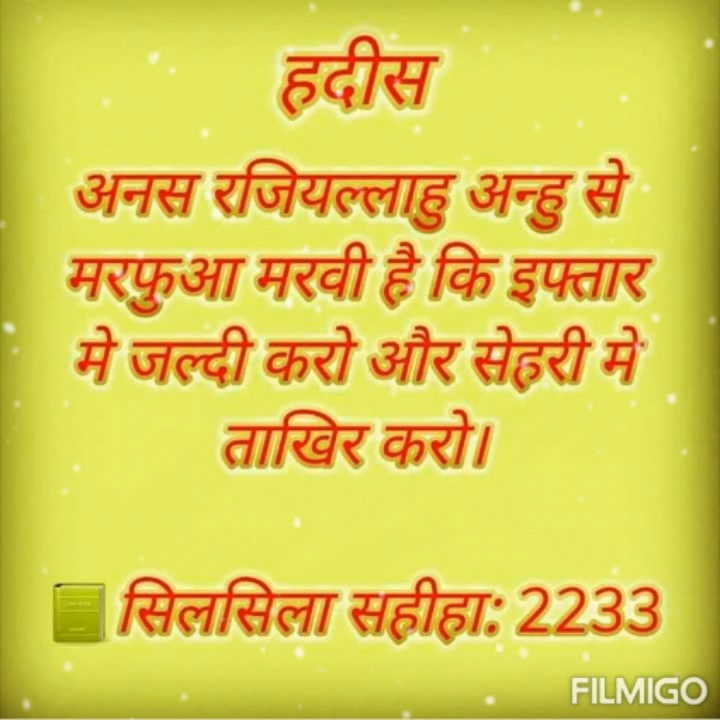 हदीस
अनस रजियल्लाहु अन्हु से
मरफुआ मरवी है कि इफ्तार
मे जल्दी करो और सेहरी मे
ताखिर करो।
सिलसिला सहीहा: 2233
FILMIGO